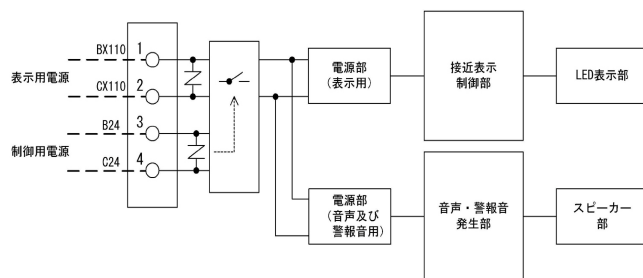 表示用電源
制御用電源
BX110
CX110
B24
C24
1
2
3
4
電源部
(表示用)
接近表示
制御部
LED表示部
電源部
(音声及び
警報音用)
音声・警報音
発生部
スピーカー
部